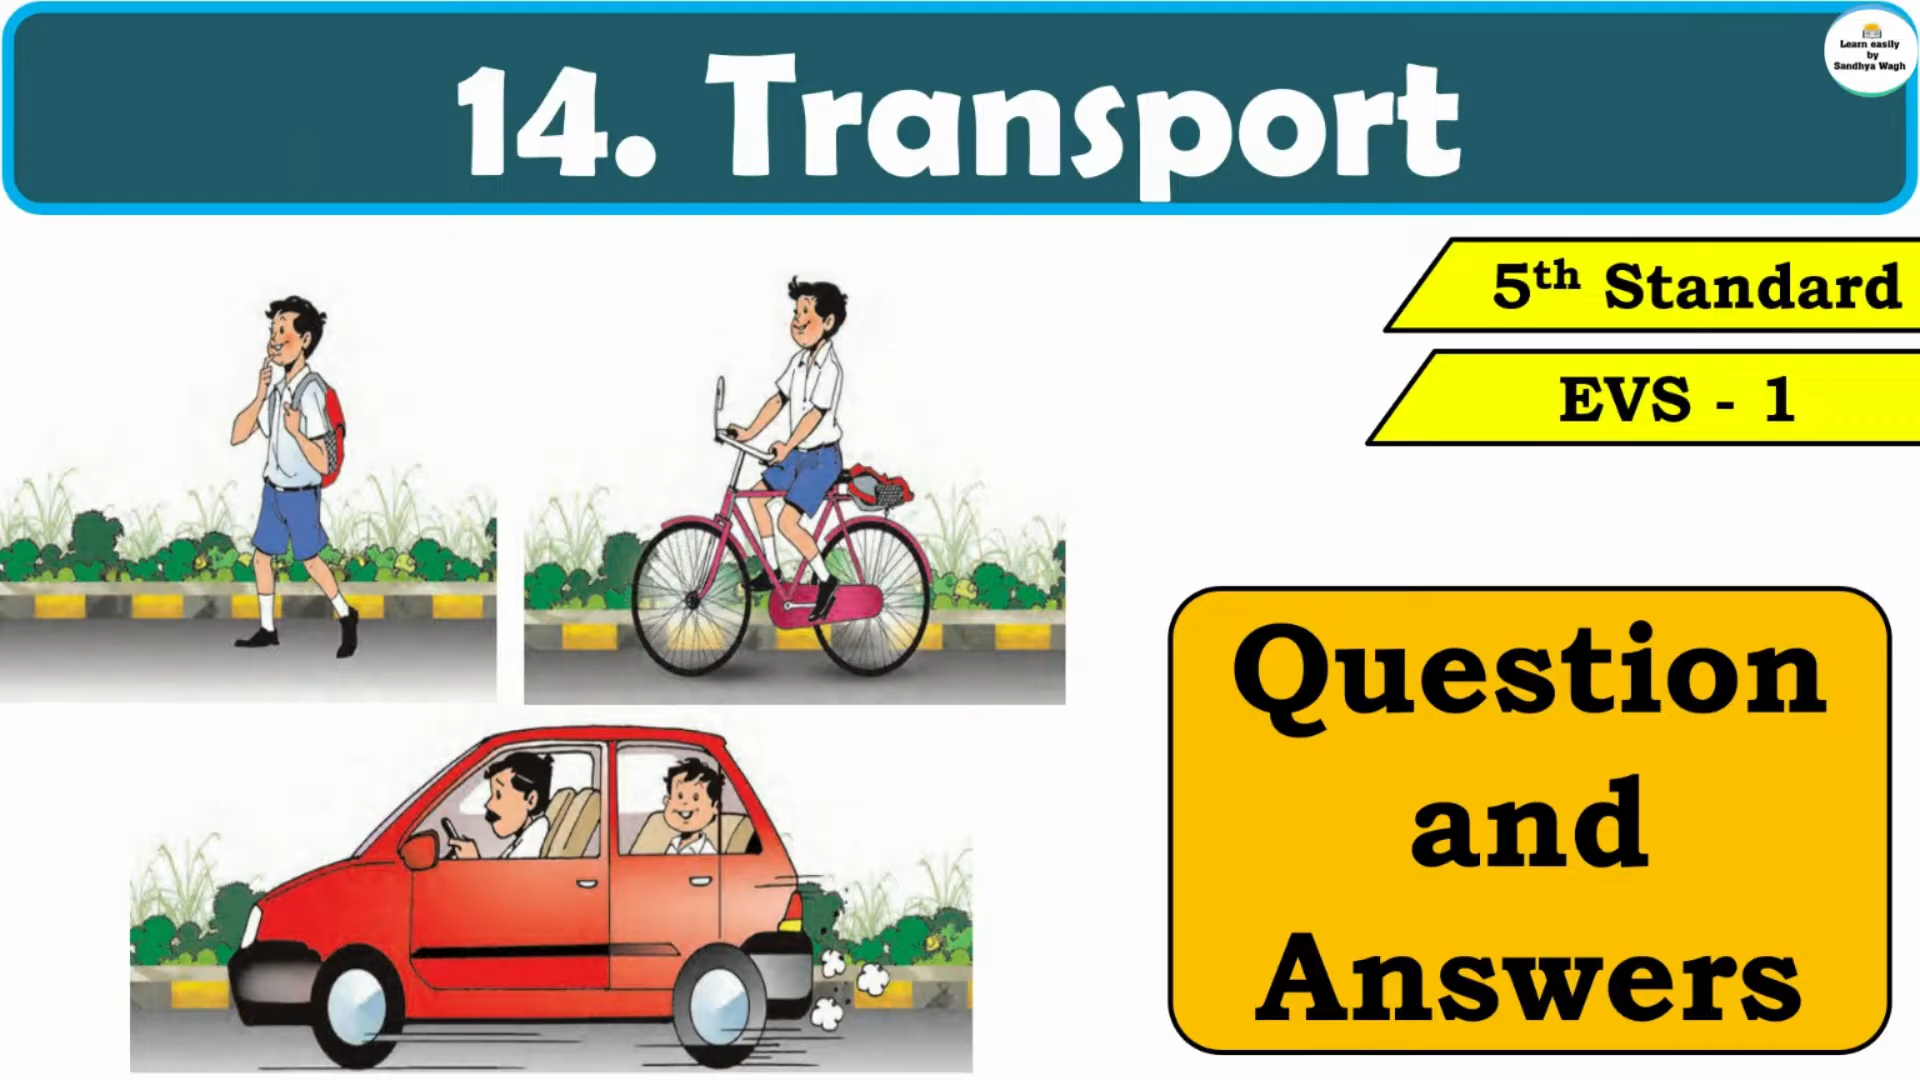 14. Transport
Learn easily
by
Sandhya Wagh
5th Standard
EVS - 1
Question
and
Answers